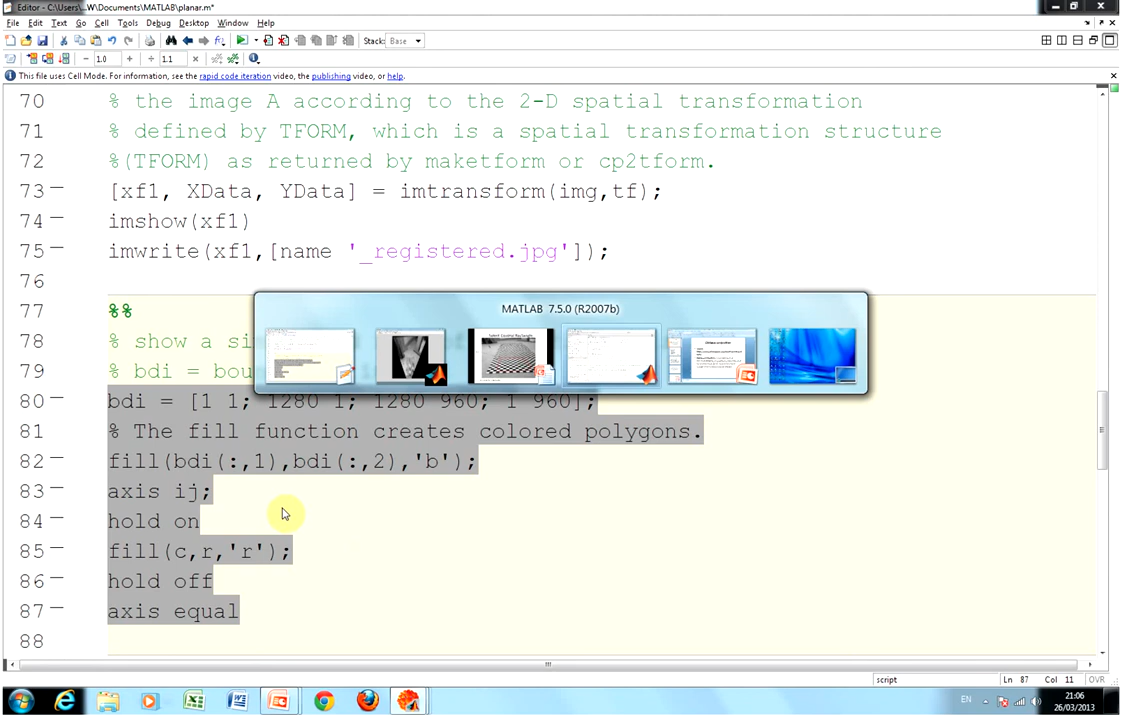 Editor - C:\Users\...W\Documents\MATLAB\planar.m*
File Edit Text Go Cell Tools Debug Desktop Window Help
Stack: Base
1.0
1.1
This file uses Cell Mode. For information, see the rapid code iteration video, the publishing video, or help.
70 % the image A according to the 2-D spatial transformation
71 % defined by TFORM, which is a spatial transformation structure
72 %(TFORM) as returned by maketform or cp2tform.
73 [xf1, XData, YData] = imtransform(img,tf);
74 imshow(xf1)
75 imwrite(xf1,[name '_registered.jpg']);
76
77 %%
MATLAB 7.5.0 (R2007b)
78 % show a si
79 % bdi = bou
80 bdi = [1 1; 1280 1; 1280 960; 1 960];
81 % The fill function creates colored polygons.
82 fill(bdi(:,1),bdi(:,2),'b');
83 axis ij;
84 hold on
85 fill(c,r,'r');
86 hold off
87 axis equal
88
script Ln 87 Col 11 OVR
EN 21:06
26/03/2013